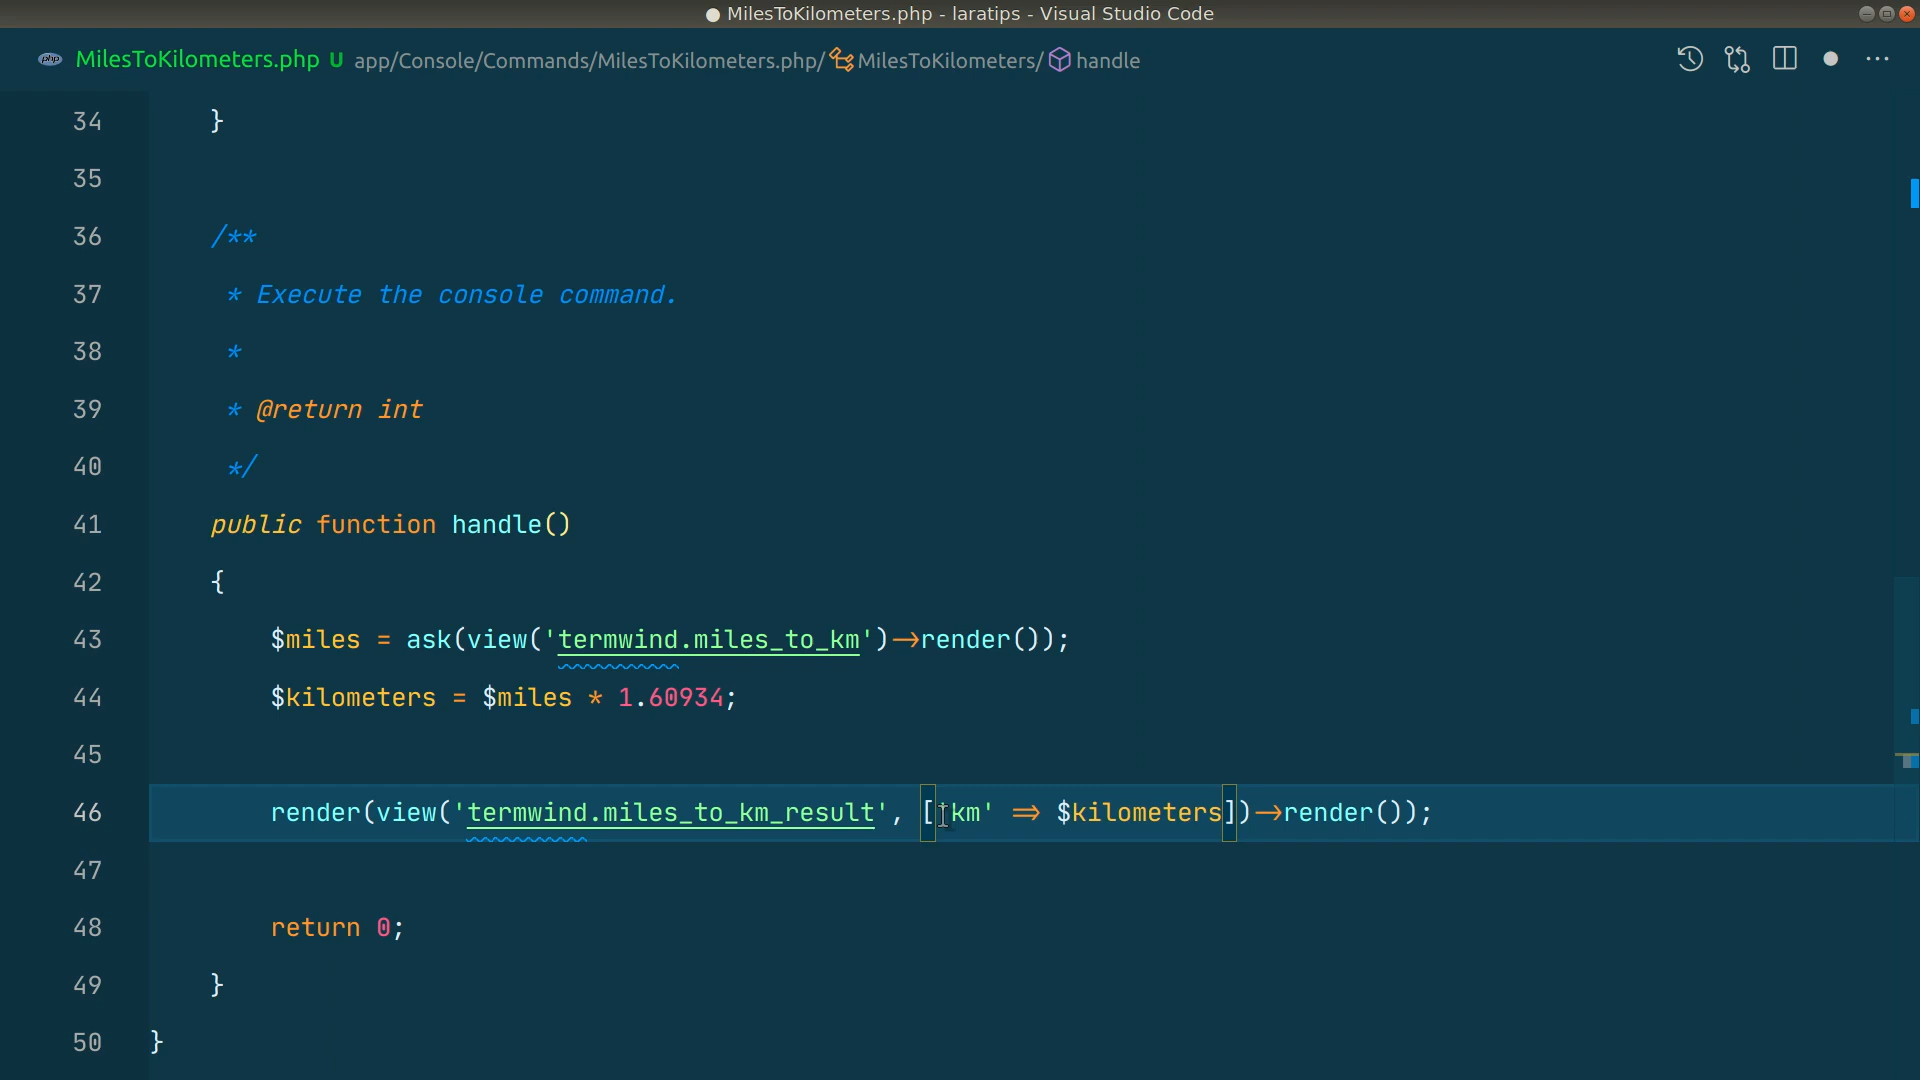 ● MilesToKilometers.php - laratips - Visual Studio Code
php MilesToKilometers.php U app/Console/Commands/MilesToKilometers.php/ MilesToKilometers/ handle
34 }
35
36 /**
37 * Execute the console command.
38 *
39 * @return int
40 */
41 public function handle()
42 {
43 $miles = ask(view('termwind.miles_to_km')->render());
44 $kilometers = $miles * 1.60934;
45
46 render(view('termwind.miles_to_km_result', ['km' => $kilometers])->render());
47
48 return 0;
49 }
50 }